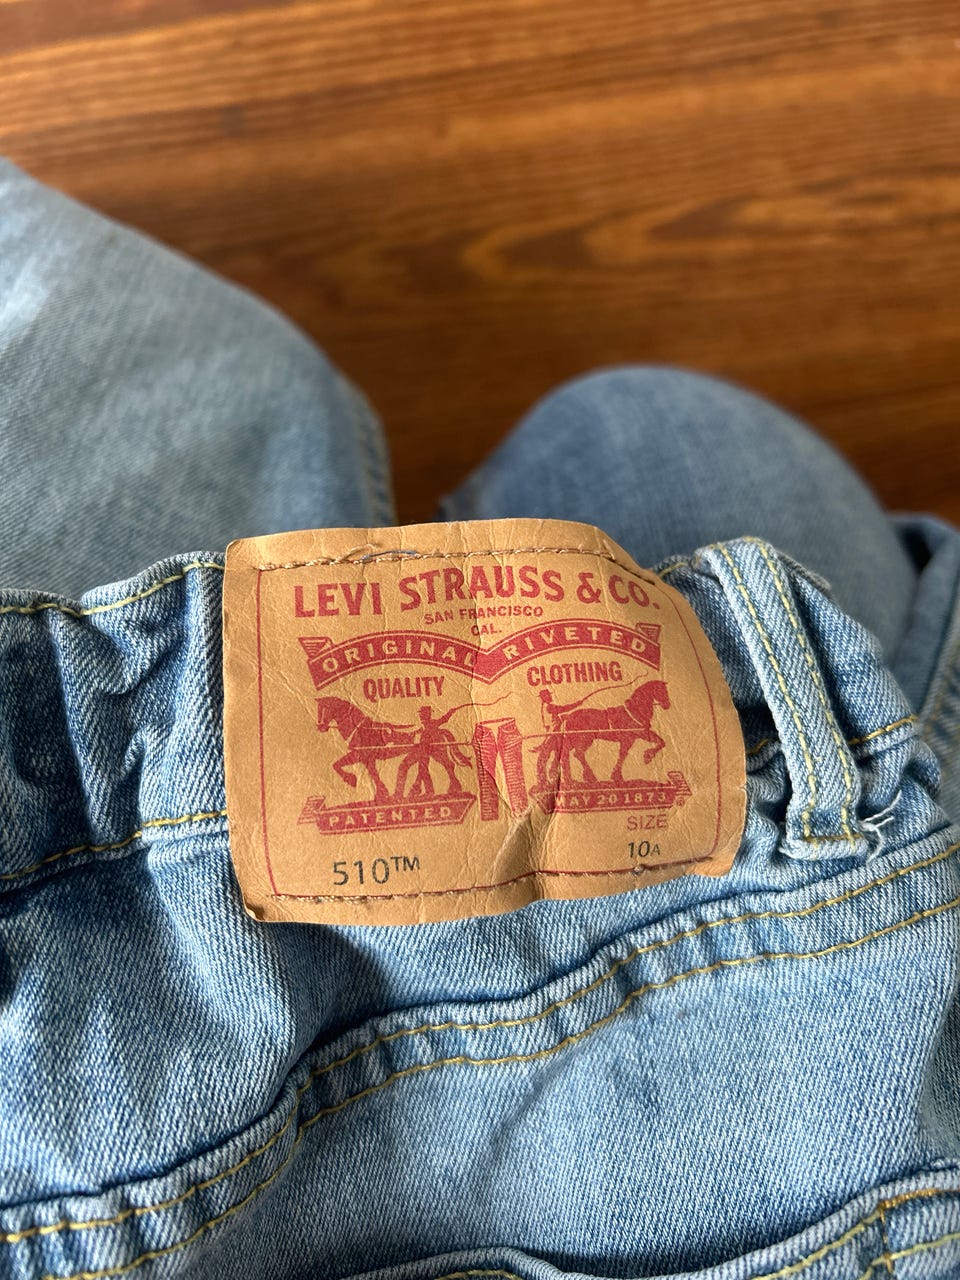 LEVI STRAUSS & CO.
SAN FRANCISCO
CAL.
ORIGINAL RIVETED
QUALITY CLOTHING
PATENTED MAY 20 1873
SIZE
510™ 10A